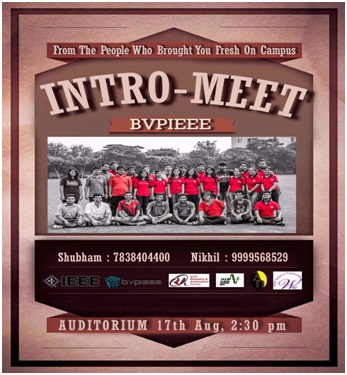 From The People Who Brought You Fresh On Campus
INTRO-MEET
BVPIEEE
Shubham : 7838404400 Nikhil : 9999568529
IEEE bvpieee
AUDITORIUM 17th Aug, 2:30 pm